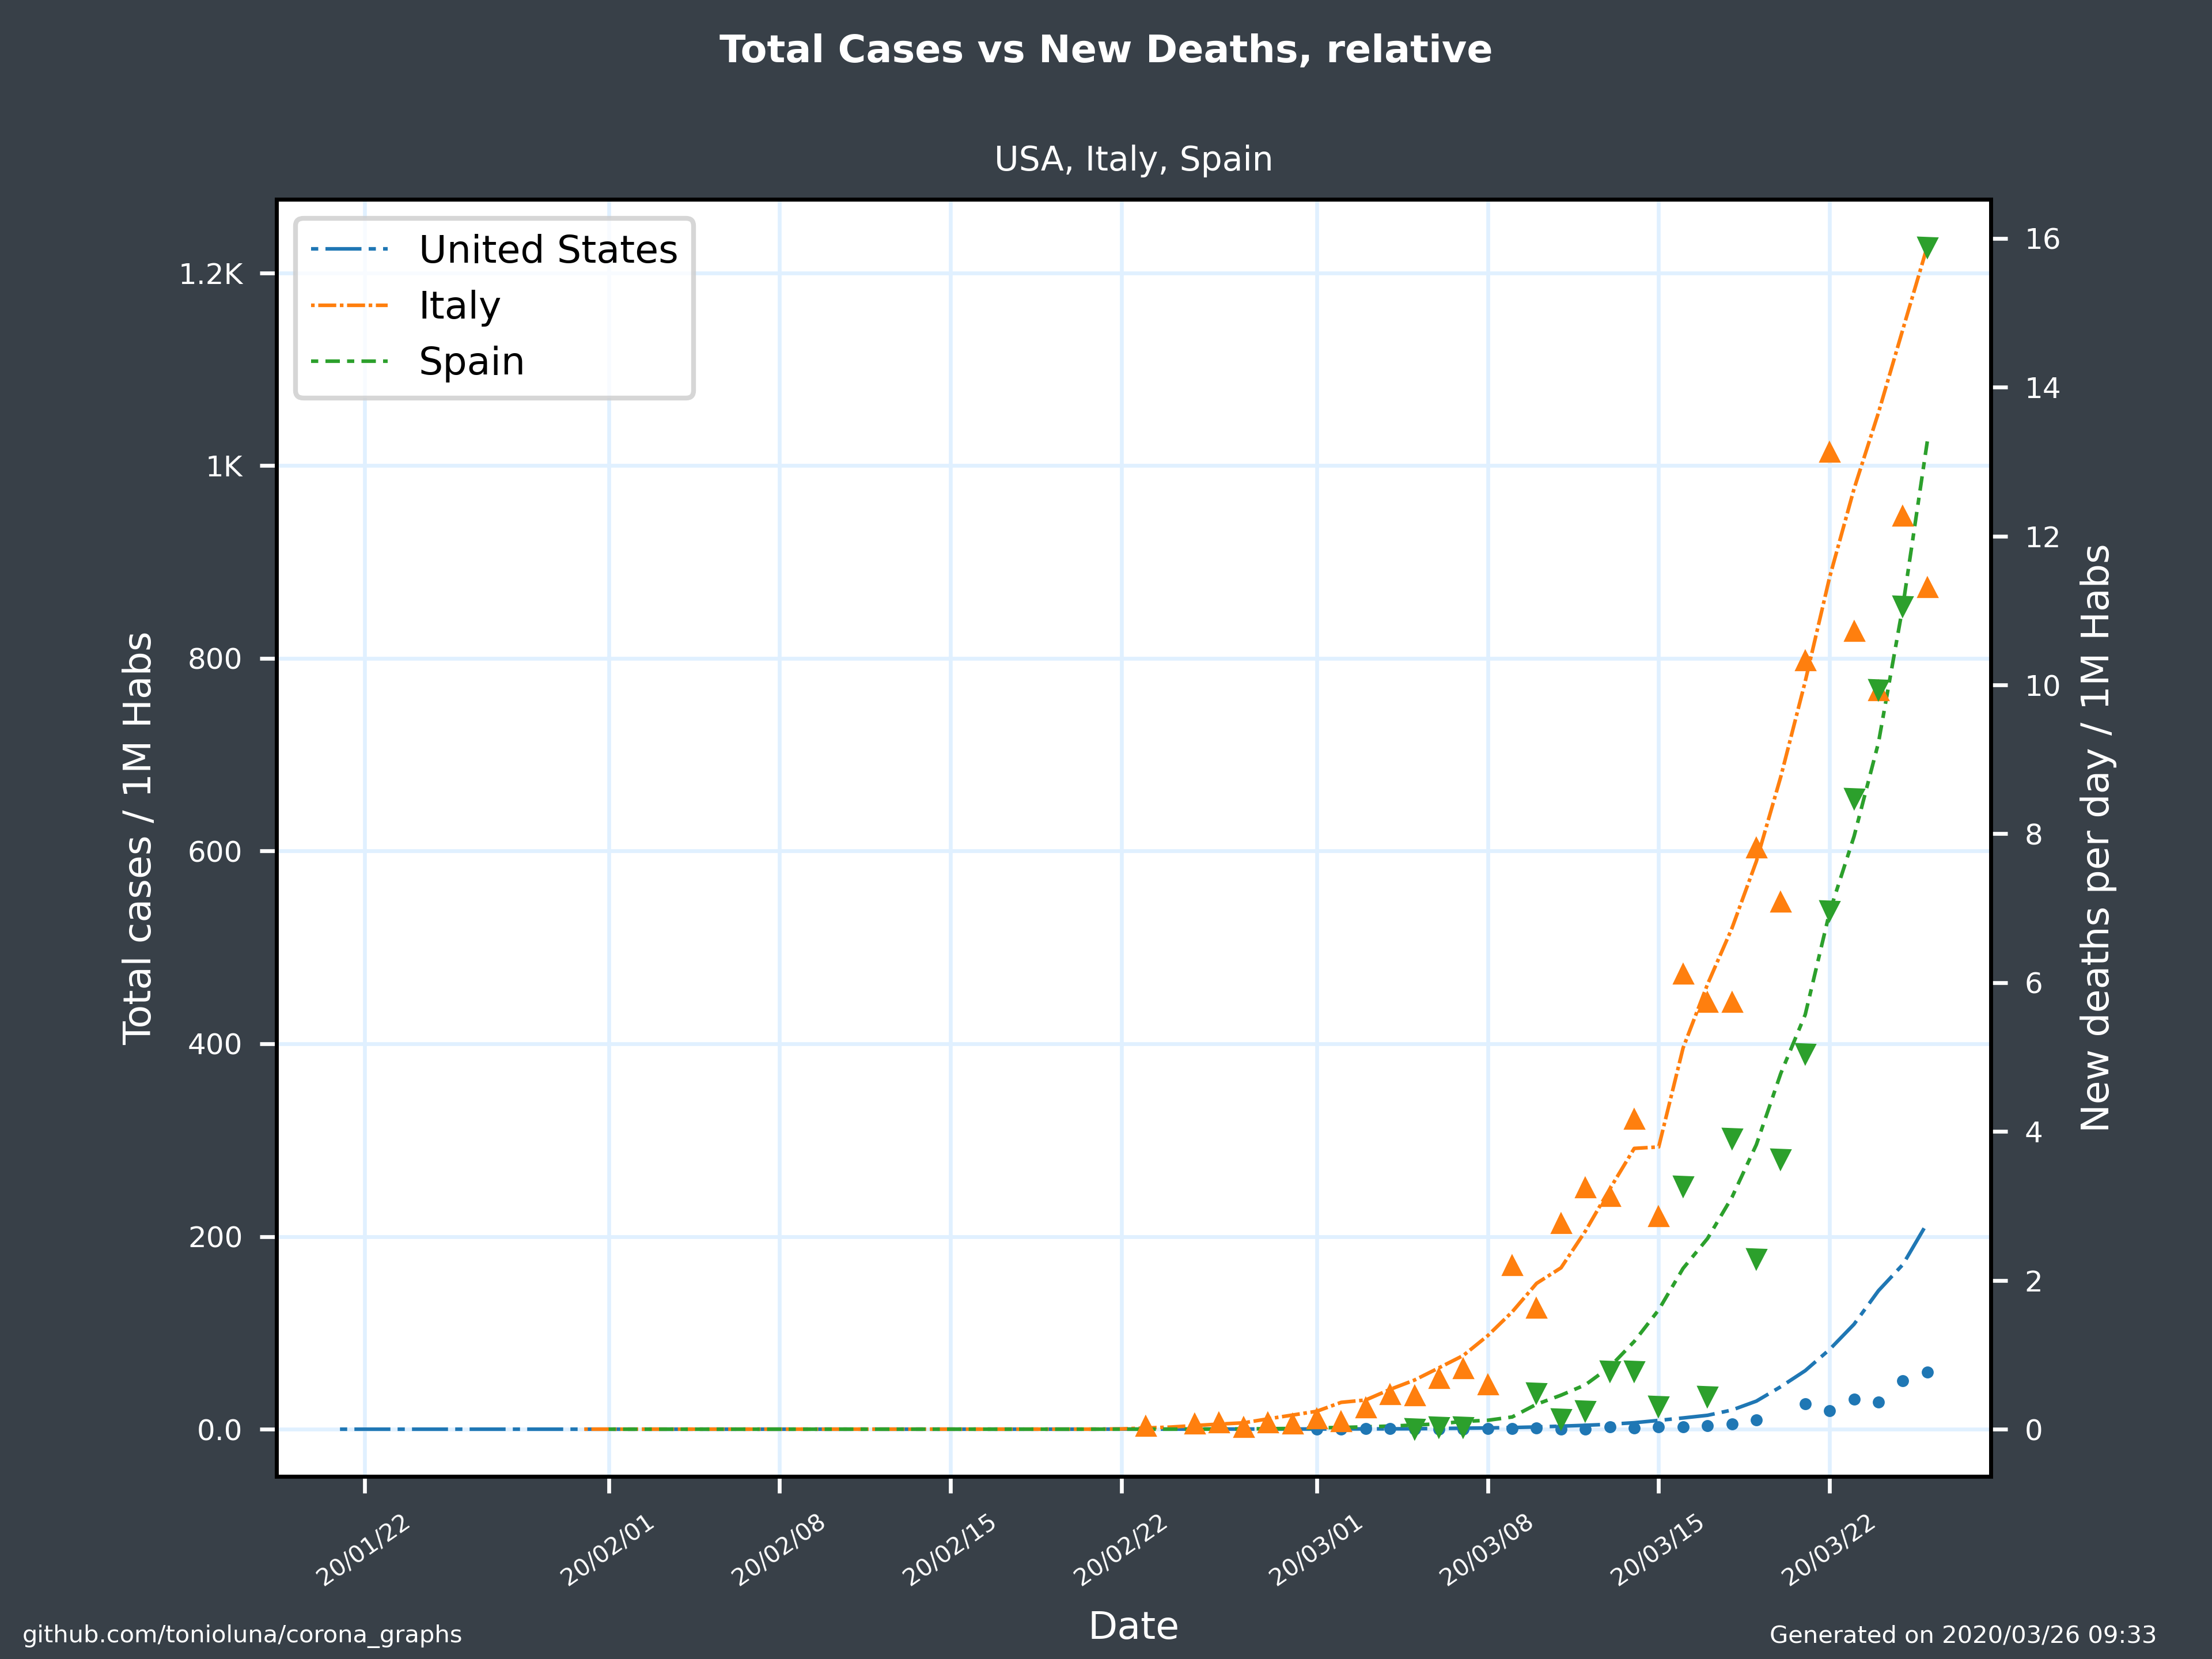 Total Cases vs New Deaths, relative
USA, Italy, Spain
United States
Italy
Spain
1.2K
1K
800
600
400
200
0.0
Total cases / 1M Habs
16
14
12
10
8
6
4
2
0
New deaths per day / 1M Habs
20/01/22
20/02/01
20/02/08
20/02/15
20/02/22
20/03/01
20/03/08
20/03/15
20/03/22
Date
github.com/tonioluna/corona_graphs
Generated on 2020/03/26 09:33